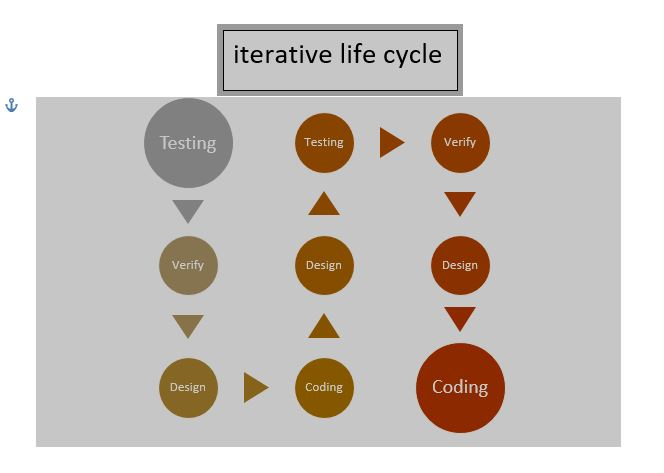 iterative life cycle
Testing
Verify
Design
Coding
Design
Testing
Verify
Design
Coding